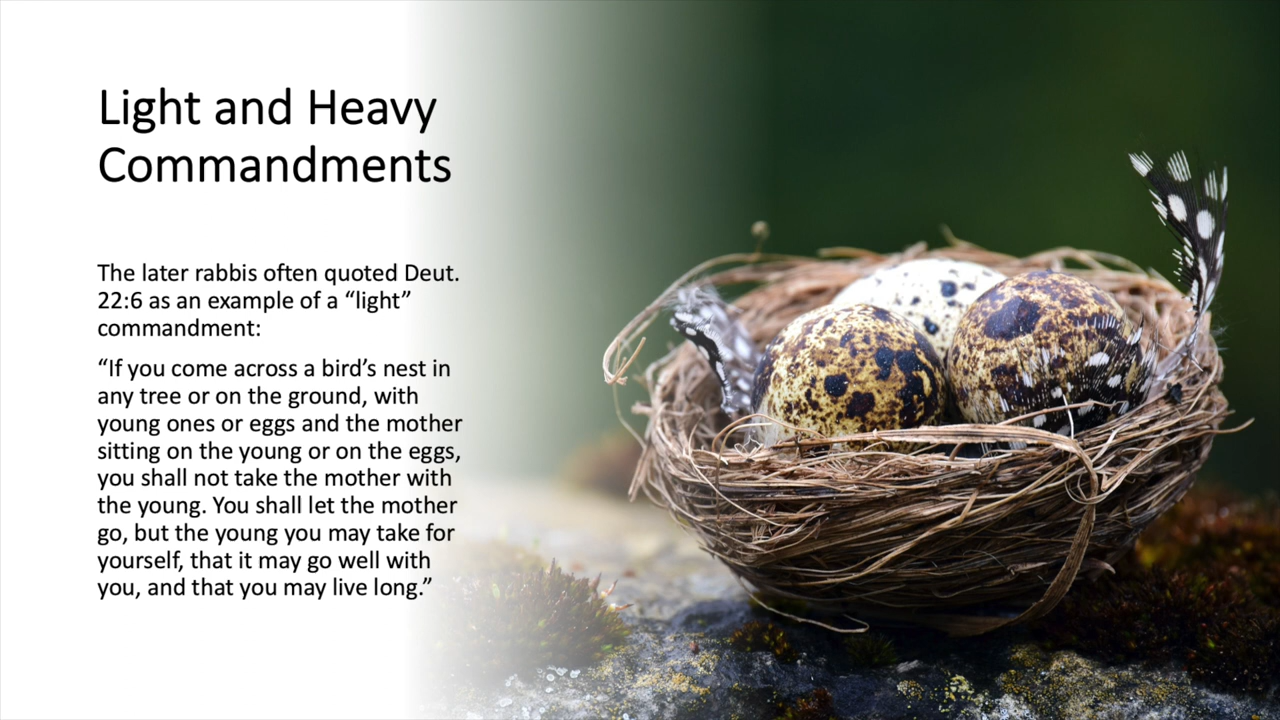 Light and Heavy
Commandments
The later rabbis often quoted Deut.
22:6 as an example of a “light”
commandment:
“If you come across a bird’s nest in
any tree or on the ground, with
young ones or eggs and the mother
sitting on the young or on the eggs,
you shall not take the mother with
the young. You shall let the mother
go, but the young you may take for
yourself, that it may go well with
you, and that you may live long.”